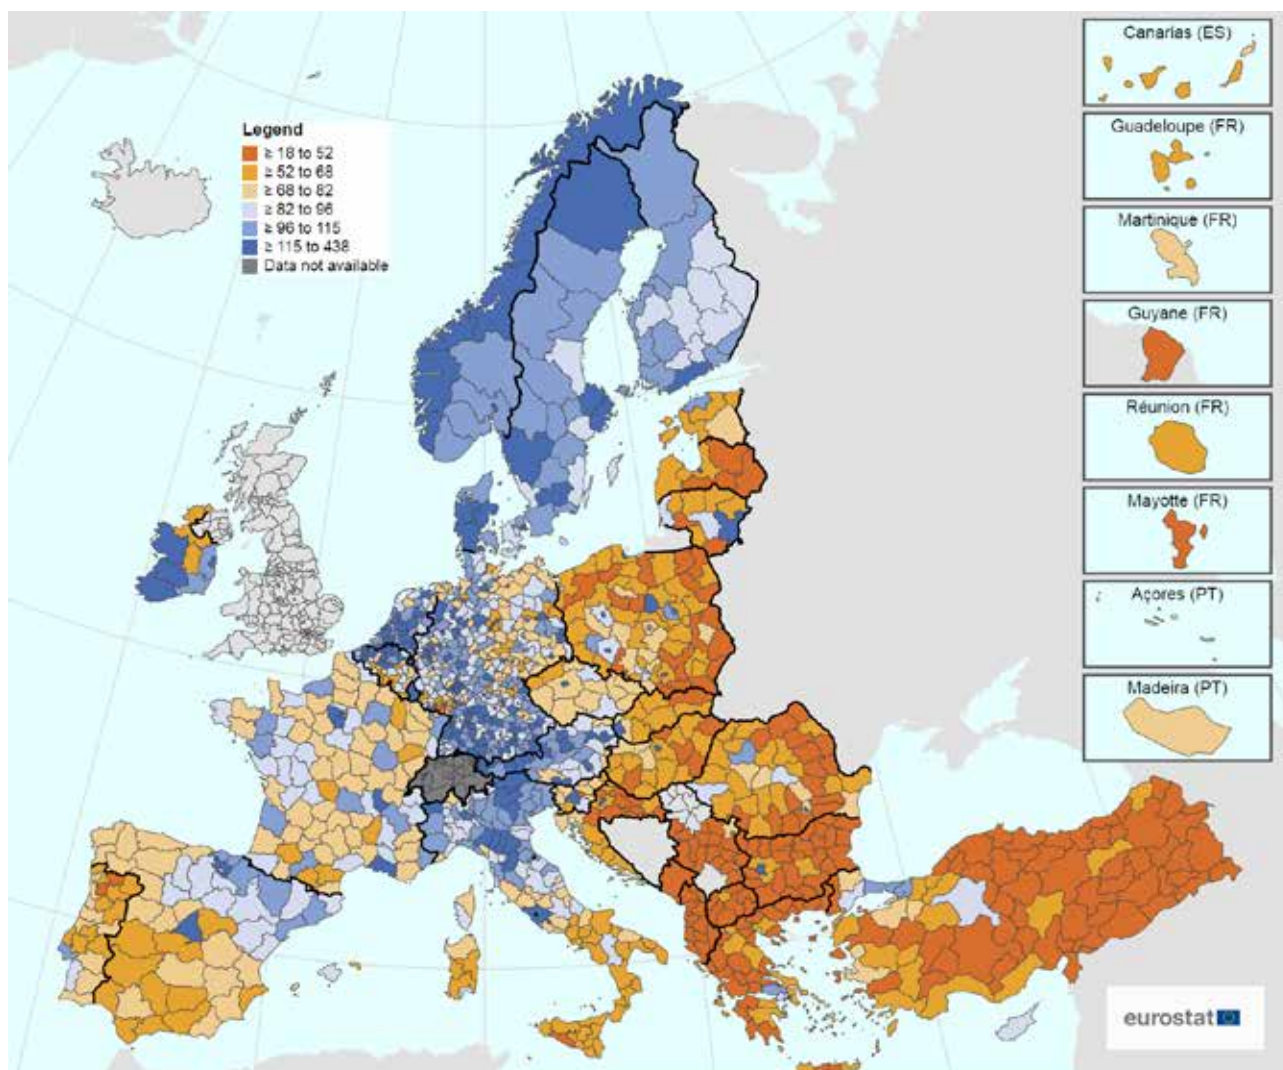 Legend
≥ 18 to 52
≥ 52 to 68
≥ 68 to 82
≥ 82 to 96
≥ 96 to 115
≥ 115 to 438
Data not available
Canarias (ES)
Guadeloupe (FR)
Martinique (FR)
Guyane (FR)
Réunion (FR)
Mayotte (FR)
Açores (PT)
Madeira (PT)
eurostat